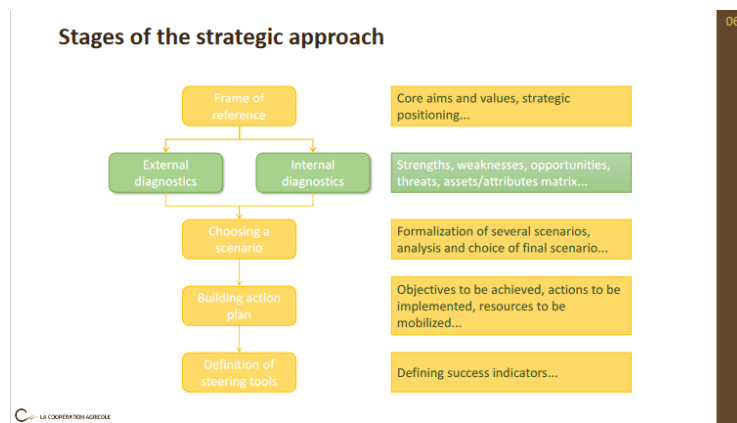 06
Stages of the strategic approach
Frame of
reference
Core aims and values, strategic
positioning...
External
diagnostics
Internal
diagnostics
Strengths, weaknesses, opportunities,
threats, assets/attributes matrix...
Choosing a
scenario
Formalization of several scenarios,
analysis and choice of final scenario...
Building action
plan
Objectives to be achieved, actions to be
implemented, resources to be
mobilized...
Definition of
steering tools
Defining success indicators...
LA COOPÉRATION AGRICOLE